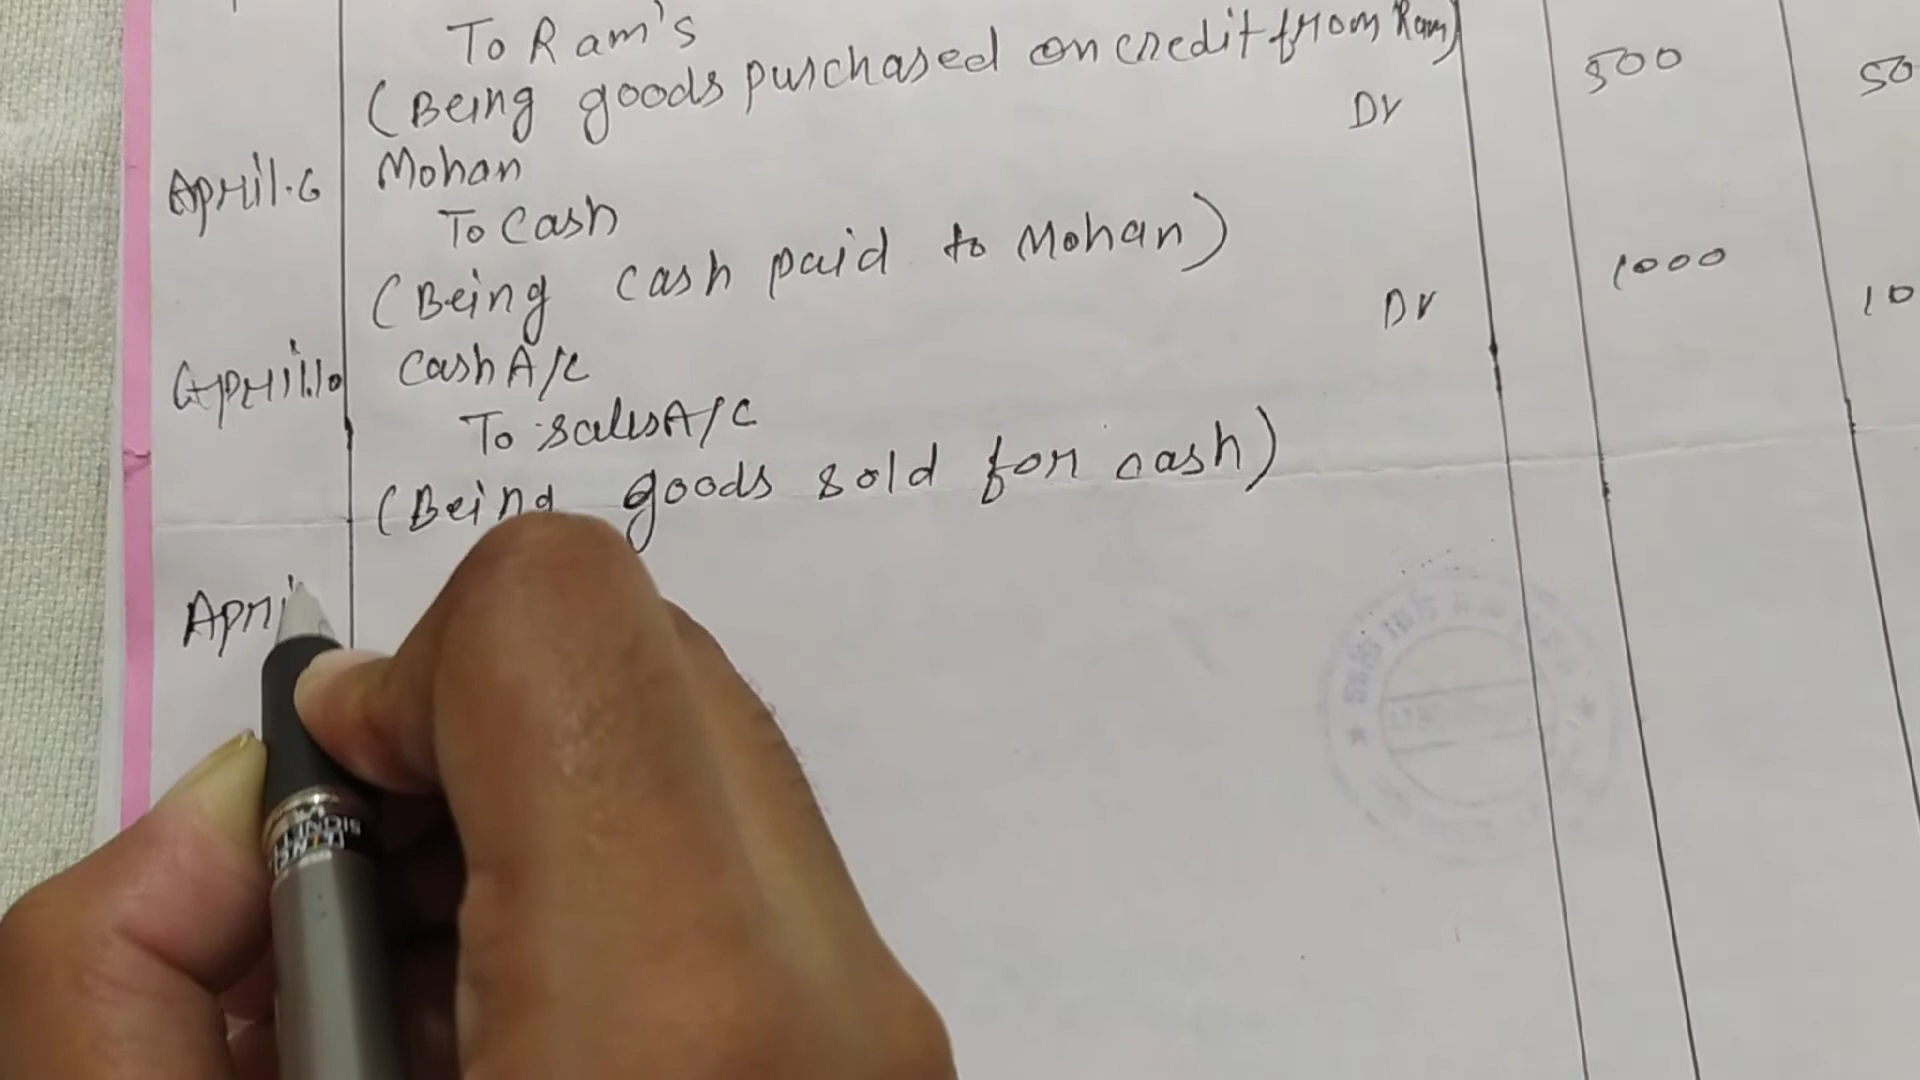 To Ram's
(Being goods purchased on credit from Ram)
Dr 500 50
April.6 Mohan
To Cash
(Being cash paid to Mohan)
Dr 1000 10
April.10 Cash A/c
To sales A/C
(Being goods sold for cash)
Apri